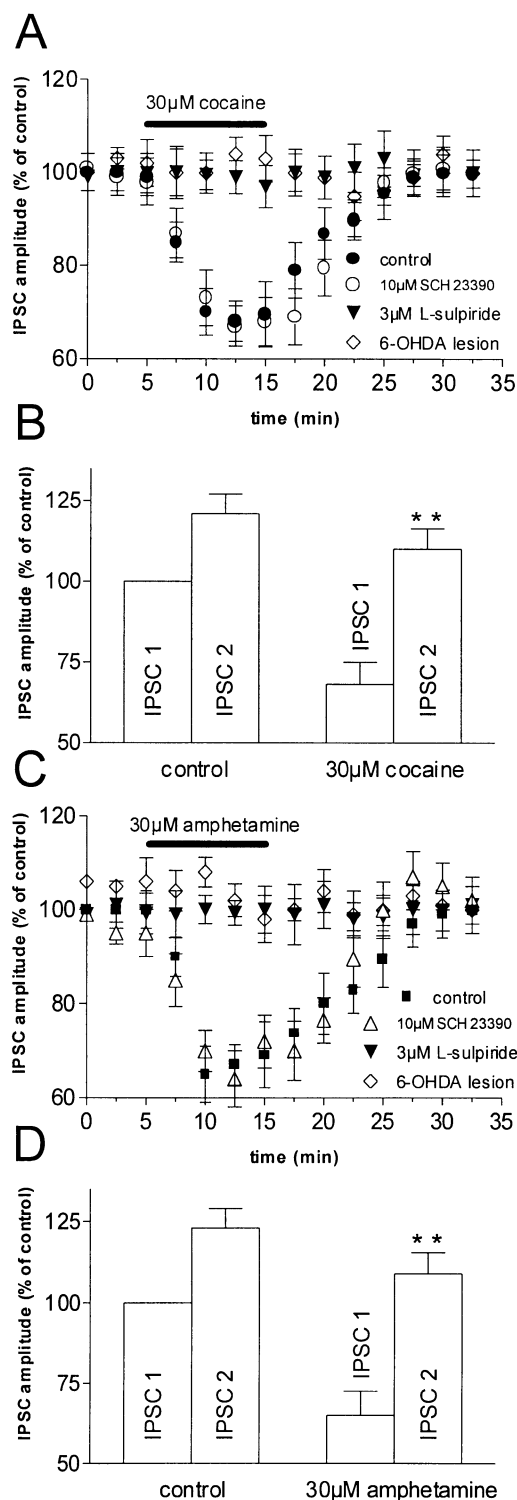 A
120
30µM cocaine
100
80
60
IPSC amplitude (% of control)
control
10µM SCH 23390
3µM L-sulpiride
6-OHDA lesion
0 5 10 15 20 25 30 35
time (min)
B
125
100
75
50
IPSC amplitude (% of control)
IPSC 1
IPSC 2
IPSC 1
IPSC 2
* *
control
30µM cocaine
C
120
30µM amphetamine
100
80
60
IPSC amplitude (% of control)
control
10µM SCH 23390
3µM L-sulpiride
6-OHDA lesion
0 5 10 15 20 25 30 35
time (min)
D
125
100
75
50
IPSC amplitude (% of control)
IPSC 1
IPSC 2
IPSC 1
IPSC 2
* *
control
30µM amphetamine